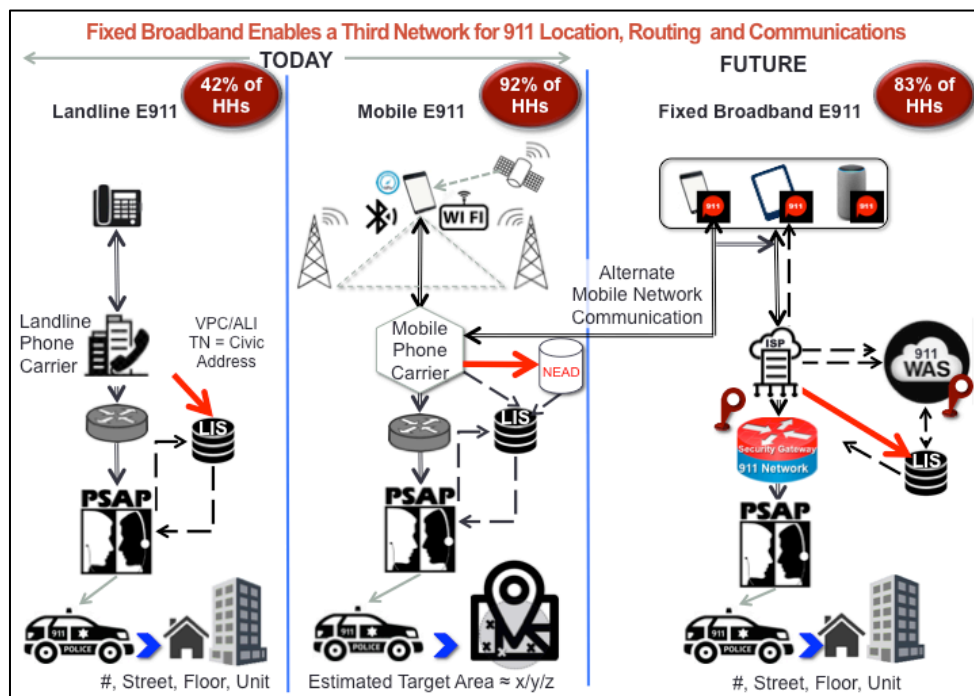 Fixed Broadband Enables a Third Network for 911 Location, Routing and Communications
TODAY
FUTURE
42% of
HHs
Landline E911
92% of
HHs
Mobile E911
83% of
HHs
Fixed Broadband E911
WI FI
911
911
911
Alternate
Mobile Network
Communication
Landline
Phone
Carrier
VPC/ALI
TN = Civic
Address
Mobile
Phone
Carrier
NEAD
ISP
911
WAS
LIS
LIS
LIS
Security Gateway
911 Network
PSAP
PSAP
PSAP
911
POLICE
911
POLICE
911
POLICE
#, Street, Floor, Unit
Estimated Target Area ≈ x/y/z
#, Street, Floor, Unit